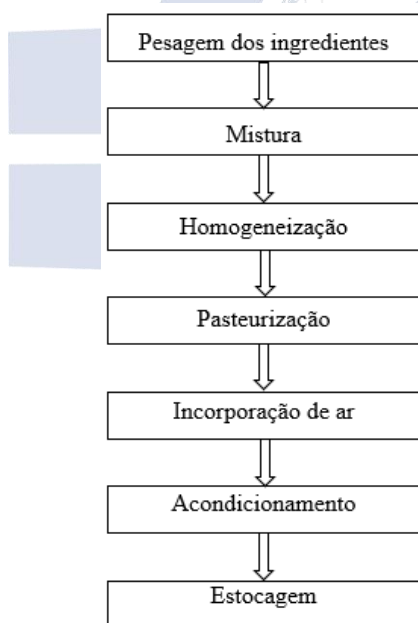 Pesagem dos ingredientes
Mistura
Homogeneização
Pasteurização
Incorporação de ar
Acondicionamento
Estocagem